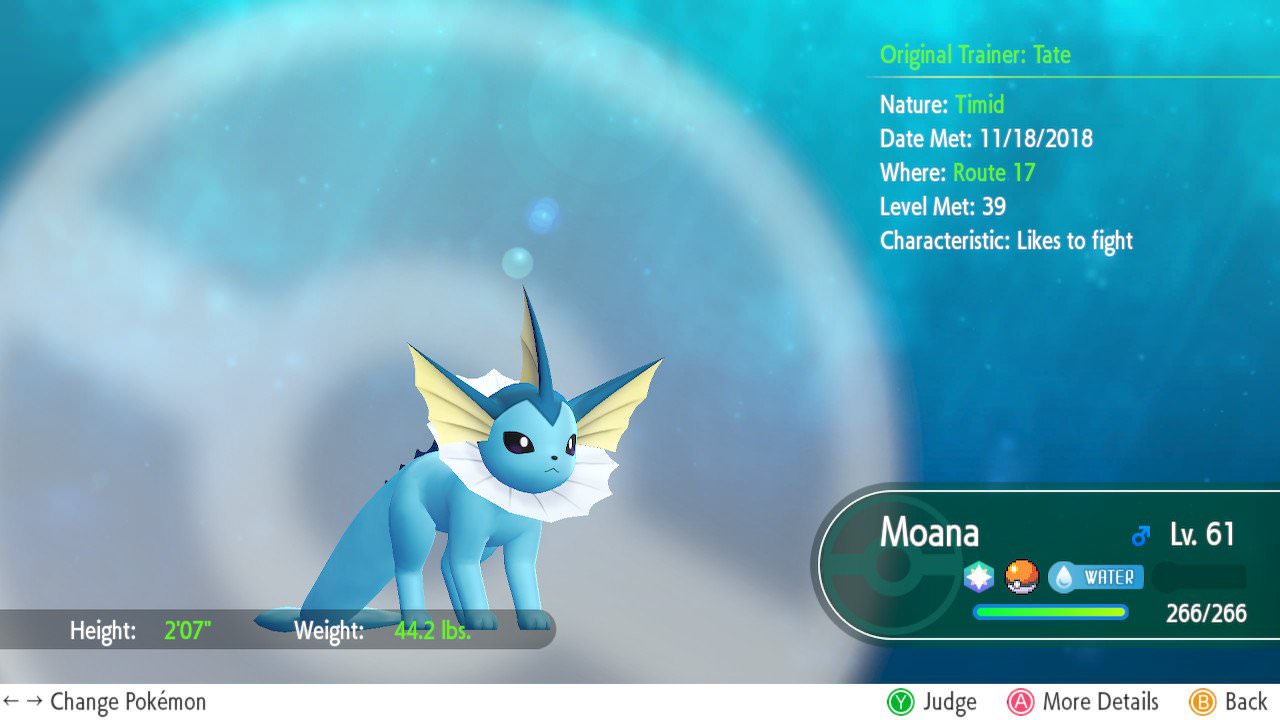 Original Trainer: Tate
Nature: Timid
Date Met: 11/18/2018
Where: Route 17
Level Met: 39
Characteristic: Likes to fight
Moana ♂ Lv. 61
WATER
266/266
Height: 2'07" Weight: 44.2 lbs.
← → Change Pokémon Y Judge A More Details B Back